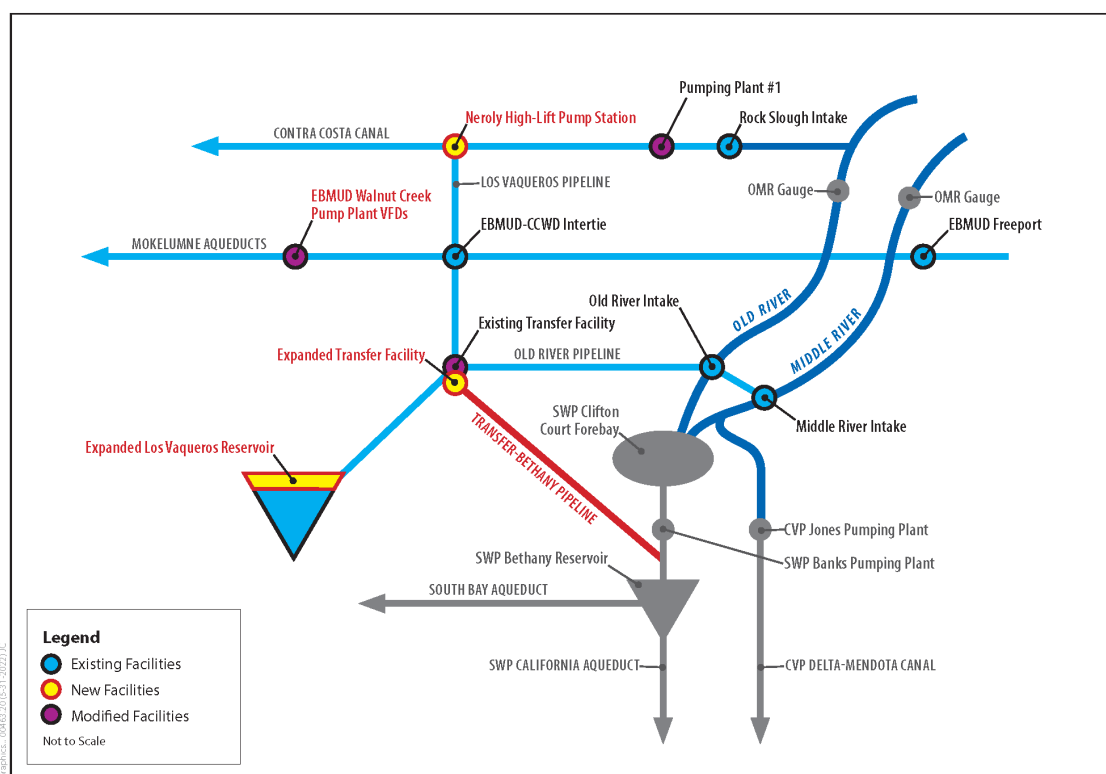 Pumping Plant #1
Neroly High-Lift Pump Station
Rock Slough Intake
CONTRA COSTA CANAL
LOS VAQUEROS PIPELINE
OMR Gauge
OMR Gauge
EBMUD Walnut Creek
Pump Plant VFDs
EBMUD-CCWD Intertie
EBMUD Freeport
MOKELUMNE AQUEDUCTS
Old River Intake
OLD RIVER
MIDDLE RIVER
Existing Transfer Facility
Expanded Transfer Facility
OLD RIVER PIPELINE
SWP Clifton
Court Forebay
Middle River Intake
Expanded Los Vaqueros Reservoir
TRANSFER-BETHANY PIPELINE
CVP Jones Pumping Plant
SWP Bethany Reservoir
SWP Banks Pumping Plant
SOUTH BAY AQUEDUCT
SWP CALIFORNIA AQUEDUCT
CVP DELTA-MENDOTA CANAL
Legend
Existing Facilities
New Facilities
Modified Facilities
Not to Scale